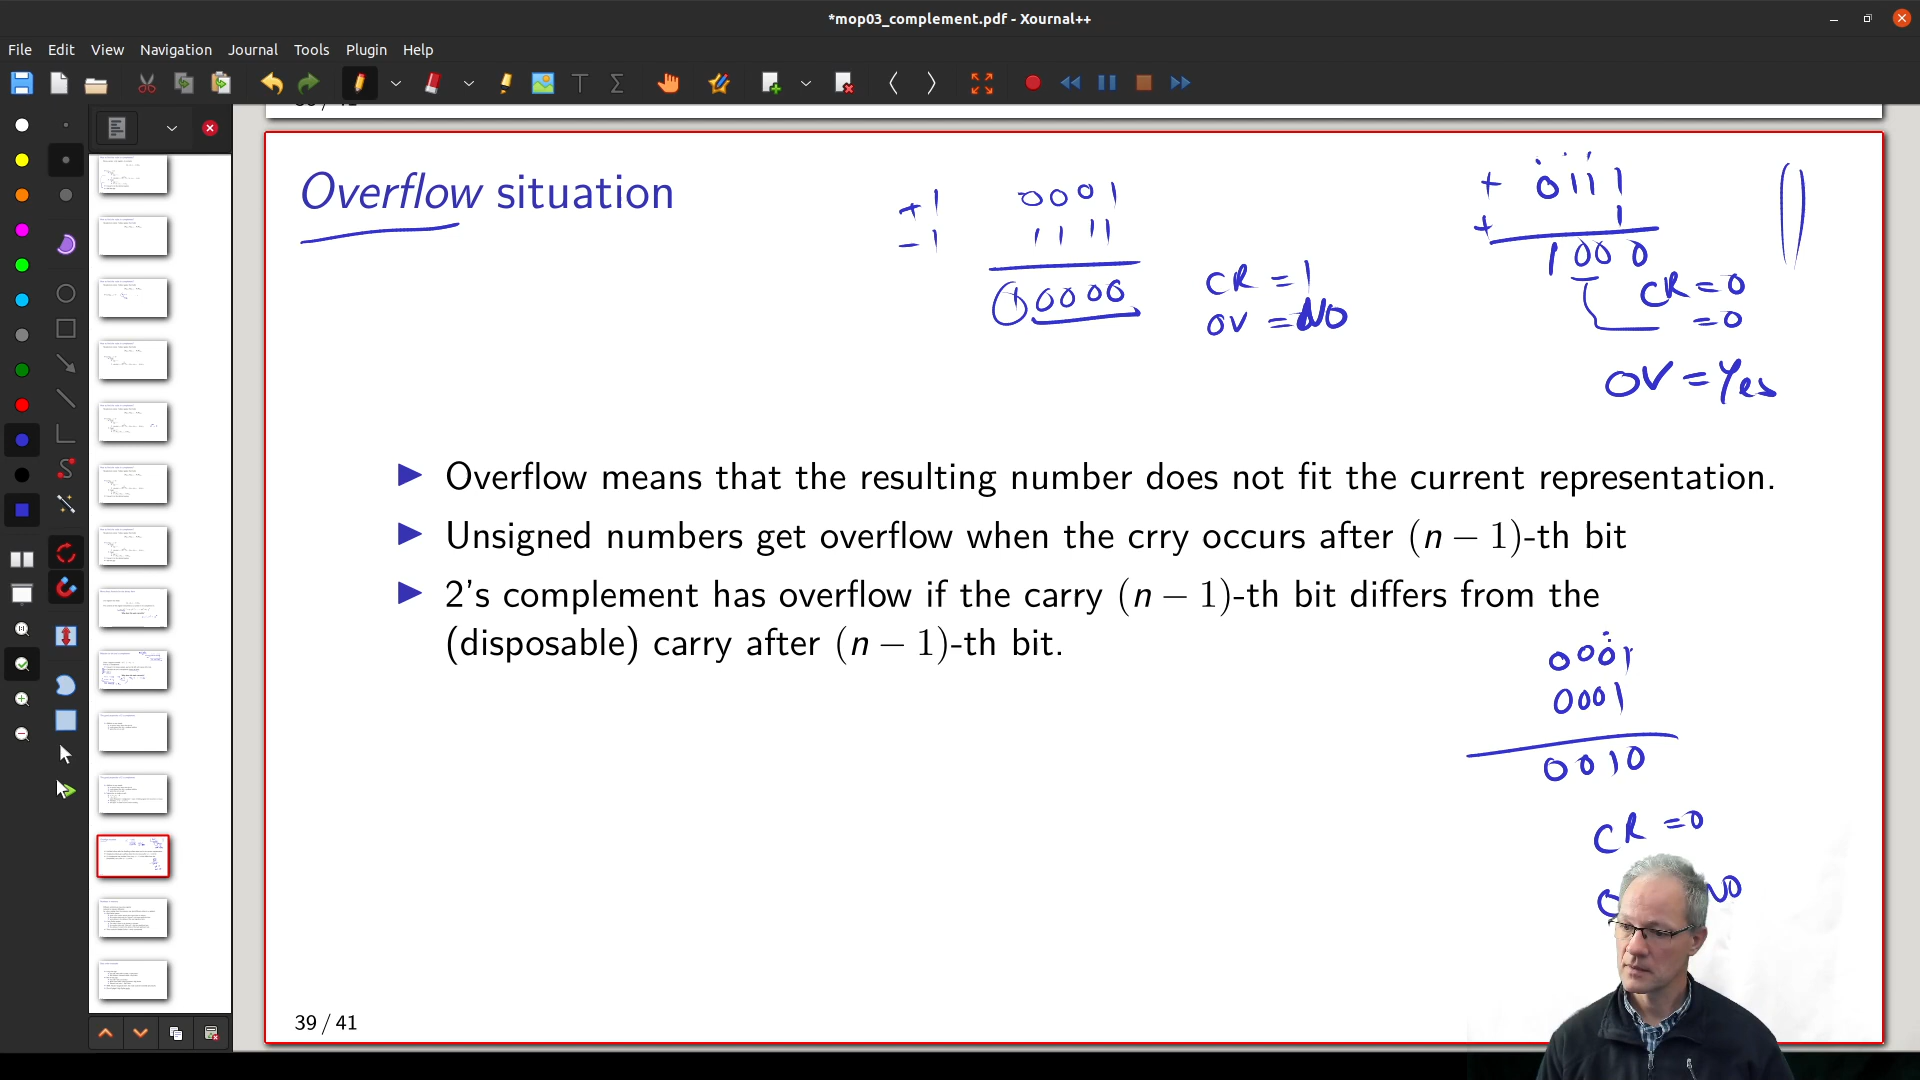 *mop03_complement.pdf - Xournal++
File Edit View Navigation Journal Tools Plugin Help
Overflow situation
+1 0001
-1 1111
10000
CR = 1
OV = NO
+ 0111
+ 1
1000
CR = 0
= 0
OV = Yes
Overflow means that the resulting number does not fit the current representation.
Unsigned numbers get overflow when the crry occurs after (n − 1)-th bit
2's complement has overflow if the carry (n − 1)-th bit differs from the
(disposable) carry after (n − 1)-th bit.
0001
0001
0010
CR = 0
NO
39 / 41